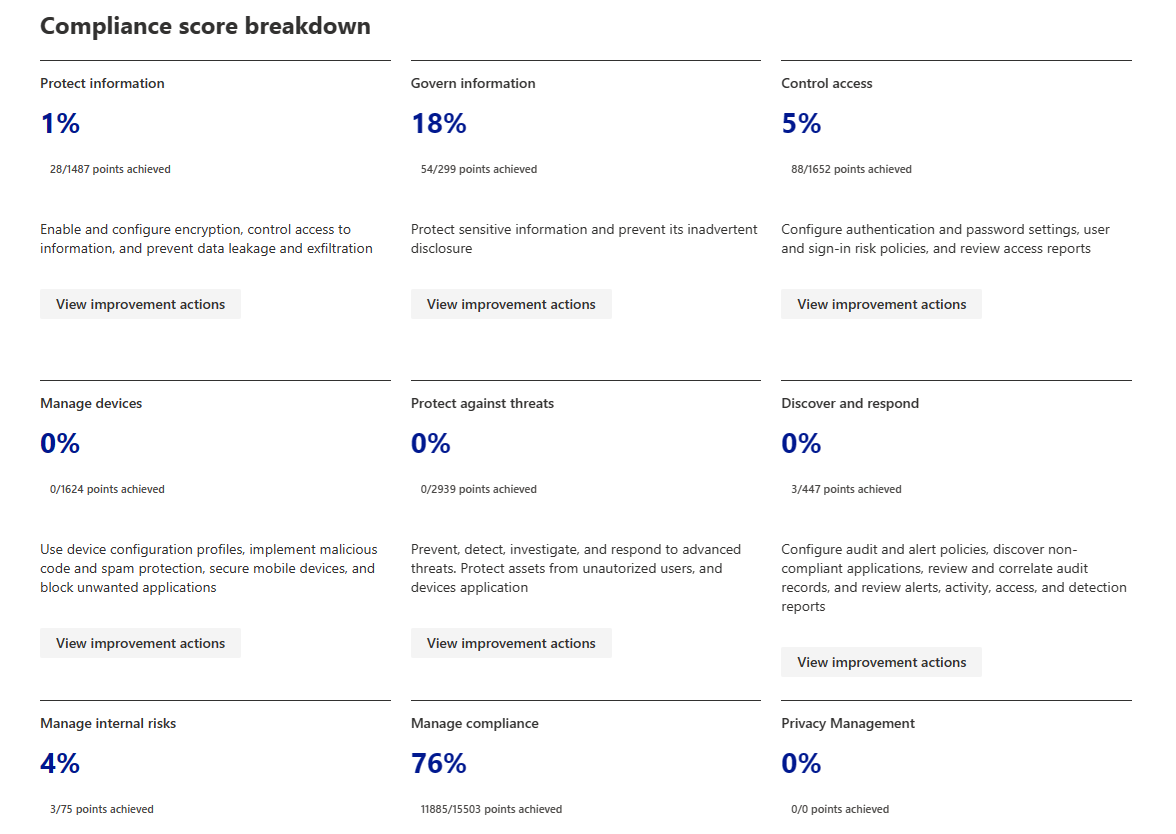 Compliance score breakdown
Protect information
1%
28/1487 points achieved
Enable and configure encryption, control access to
information, and prevent data leakage and exfiltration
View improvement actions
Govern information
18%
54/299 points achieved
Protect sensitive information and prevent its inadvertent
disclosure
View improvement actions
Control access
5%
88/1652 points achieved
Configure authentication and password settings, user
and sign-in risk policies, and review access reports
View improvement actions
Manage devices
0%
0/1624 points achieved
Use device configuration profiles, implement malicious
code and spam protection, secure mobile devices, and
block unwanted applications
View improvement actions
Protect against threats
0%
0/2939 points achieved
Prevent, detect, investigate, and respond to advanced
threats. Protect assets from unautorized users, and
devices application
View improvement actions
Discover and respond
0%
3/447 points achieved
Configure audit and alert policies, discover non-
compliant applications, review and correlate audit
records, and review alerts, activity, access, and detection
reports
View improvement actions
Manage internal risks
4%
3/75 points achieved
Manage compliance
76%
11885/15503 points achieved
Privacy Management
0%
0/0 points achieved